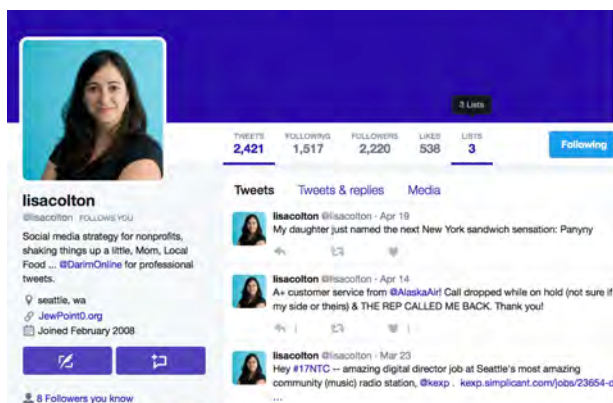 3 Lists
TWEETS FOLLOWING FOLLOWERS LIKES LISTS
2,421 1,517 2,220 538 3
Following
lisacolton
@lisacolton FOLLOWS YOU
Social media strategy for nonprofits,
shaking things up a little, Mom, Local
Food ... @DarimOnline for professional
tweets.
seattle, wa
JewPoint0.org
Joined February 2008
8 Followers you know
Tweets Tweets & replies Media
lisacolton @lisacolton · Apr 19
My daughter just named the next New York sandwich sensation: Panyny
lisacolton @lisacolton · Apr 14
A+ customer service from @AlaskaAir! Call dropped while on hold (not sure if
my side or theirs) & THE REP CALLED ME BACK. Thank you!
1 1
lisacolton @lisacolton · Mar 23
Hey #17NTC -- amazing digital director job at Seattle's most amazing
community (music) radio station, @kexp . kexp.simplicant.com/jobs/23654-d
...